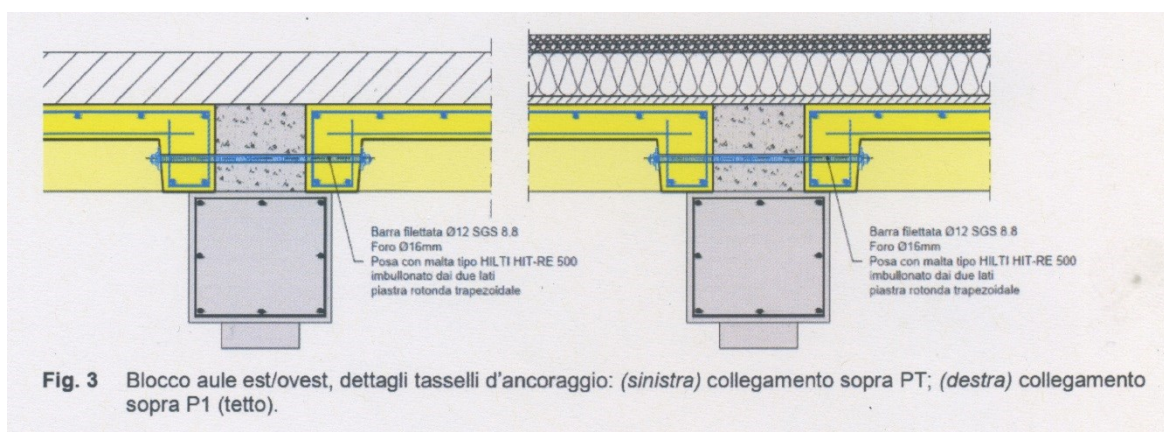 Barra filettata Ø12 SGS 8.8
Foro Ø16mm
Posa con malta tipo HILTI HIT-RE 500
imbullonato dai due lati
piastra rotonda trapezoidale
Barra filettata Ø12 SGS 8.8
Foro Ø16mm
Posa con malta tipo HILTI HIT-RE 500
imbullonato dai due lati
piastra rotonda trapezoidale
Fig. 3 Blocco aule est/ovest, dettagli tasselli d'ancoraggio: (sinistra) collegamento sopra PT; (destra) collegamento
sopra P1 (tetto).